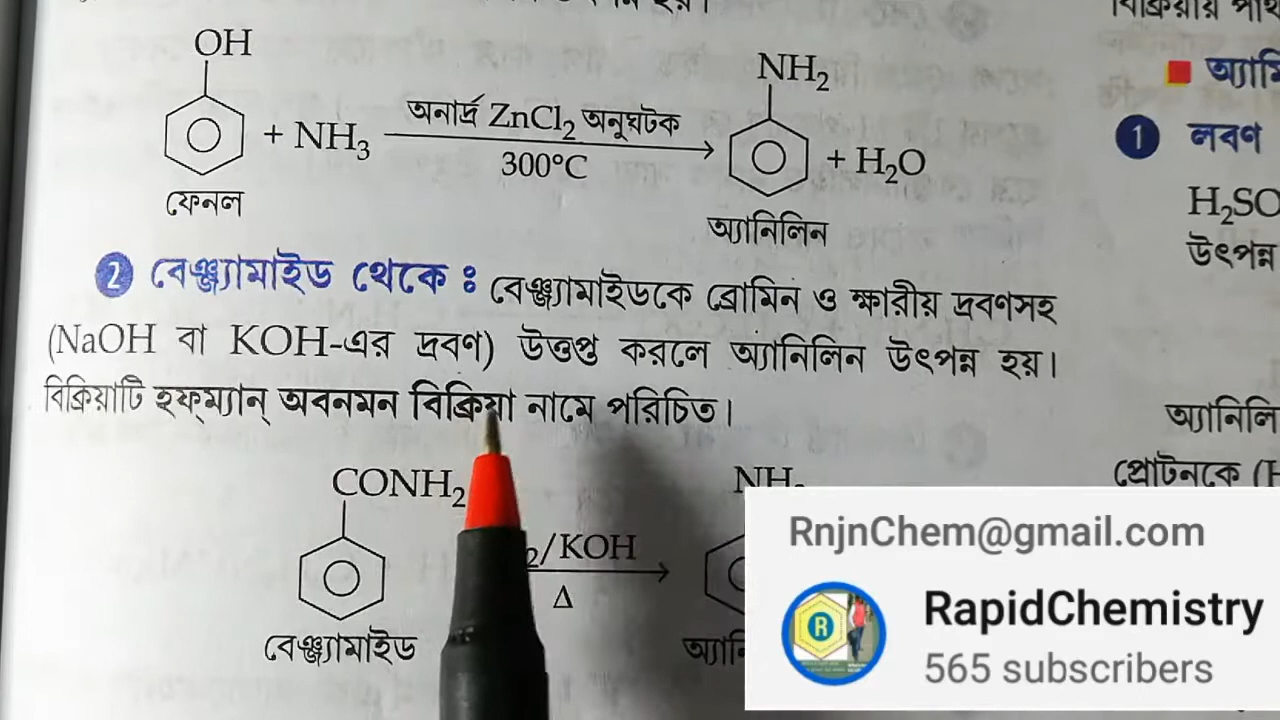 OH
NH₂
+ NH₃
অনার্দ্র ZnCl₂ অনুঘটক
300°C
+ H₂O
ফেনল
অ্যানিলিন
2 বেঞ্জ্যামাইড থেকে : বেঞ্জ্যামাইডকে ব্রোমিন ও ক্ষারীয় দ্রবণসহ
(NaOH বা KOH-এর দ্রবণ) উত্তপ্ত করলে অ্যানিলিন উৎপন্ন হয়।
বিক্রিয়াটি হফ্‌ম্যান্ অবনমন বিক্রিয়া নামে পরিচিত।
CONH₂
/KOH
Δ
বেঞ্জ্যামাইড
1 লবণ
উৎপন্ন
RnjnChem@gmail.com
RapidChemistry
R
565 subscribers